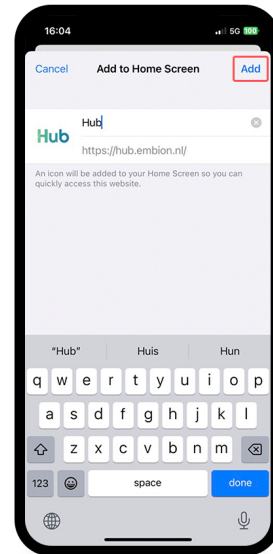 16:04
5G 100
Cancel Add to Home Screen Add
Hub
Hub
https://hub.embion.nl/
An icon will be added to your Home Screen so you can
quickly access this website.
“Hub” Huis Hun
q w e r t y u i o p
a s d f g h j k l
z x c v b n m
123 space done